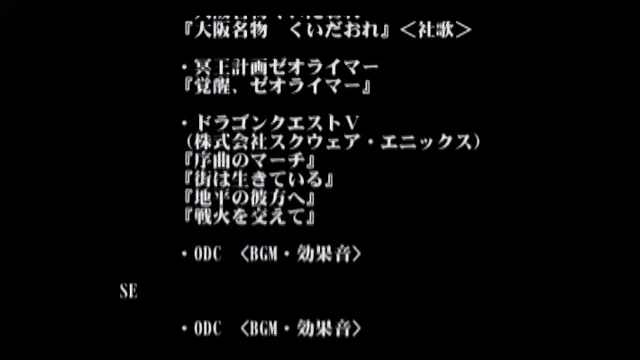 『大阪名物　くいだおれ』＜社歌＞
・冥王計画ゼオライマー
『覚醒、ゼオライマー』
・ドラゴンクエストⅤ
（株式会社スクウェア・エニックス）
『序曲のマーチ』
『街は生きている』
『地平の彼方へ』
『戦火を交えて』
・ODC　〈BGM・効果音〉
SE
・ODC　〈BGM・効果音〉